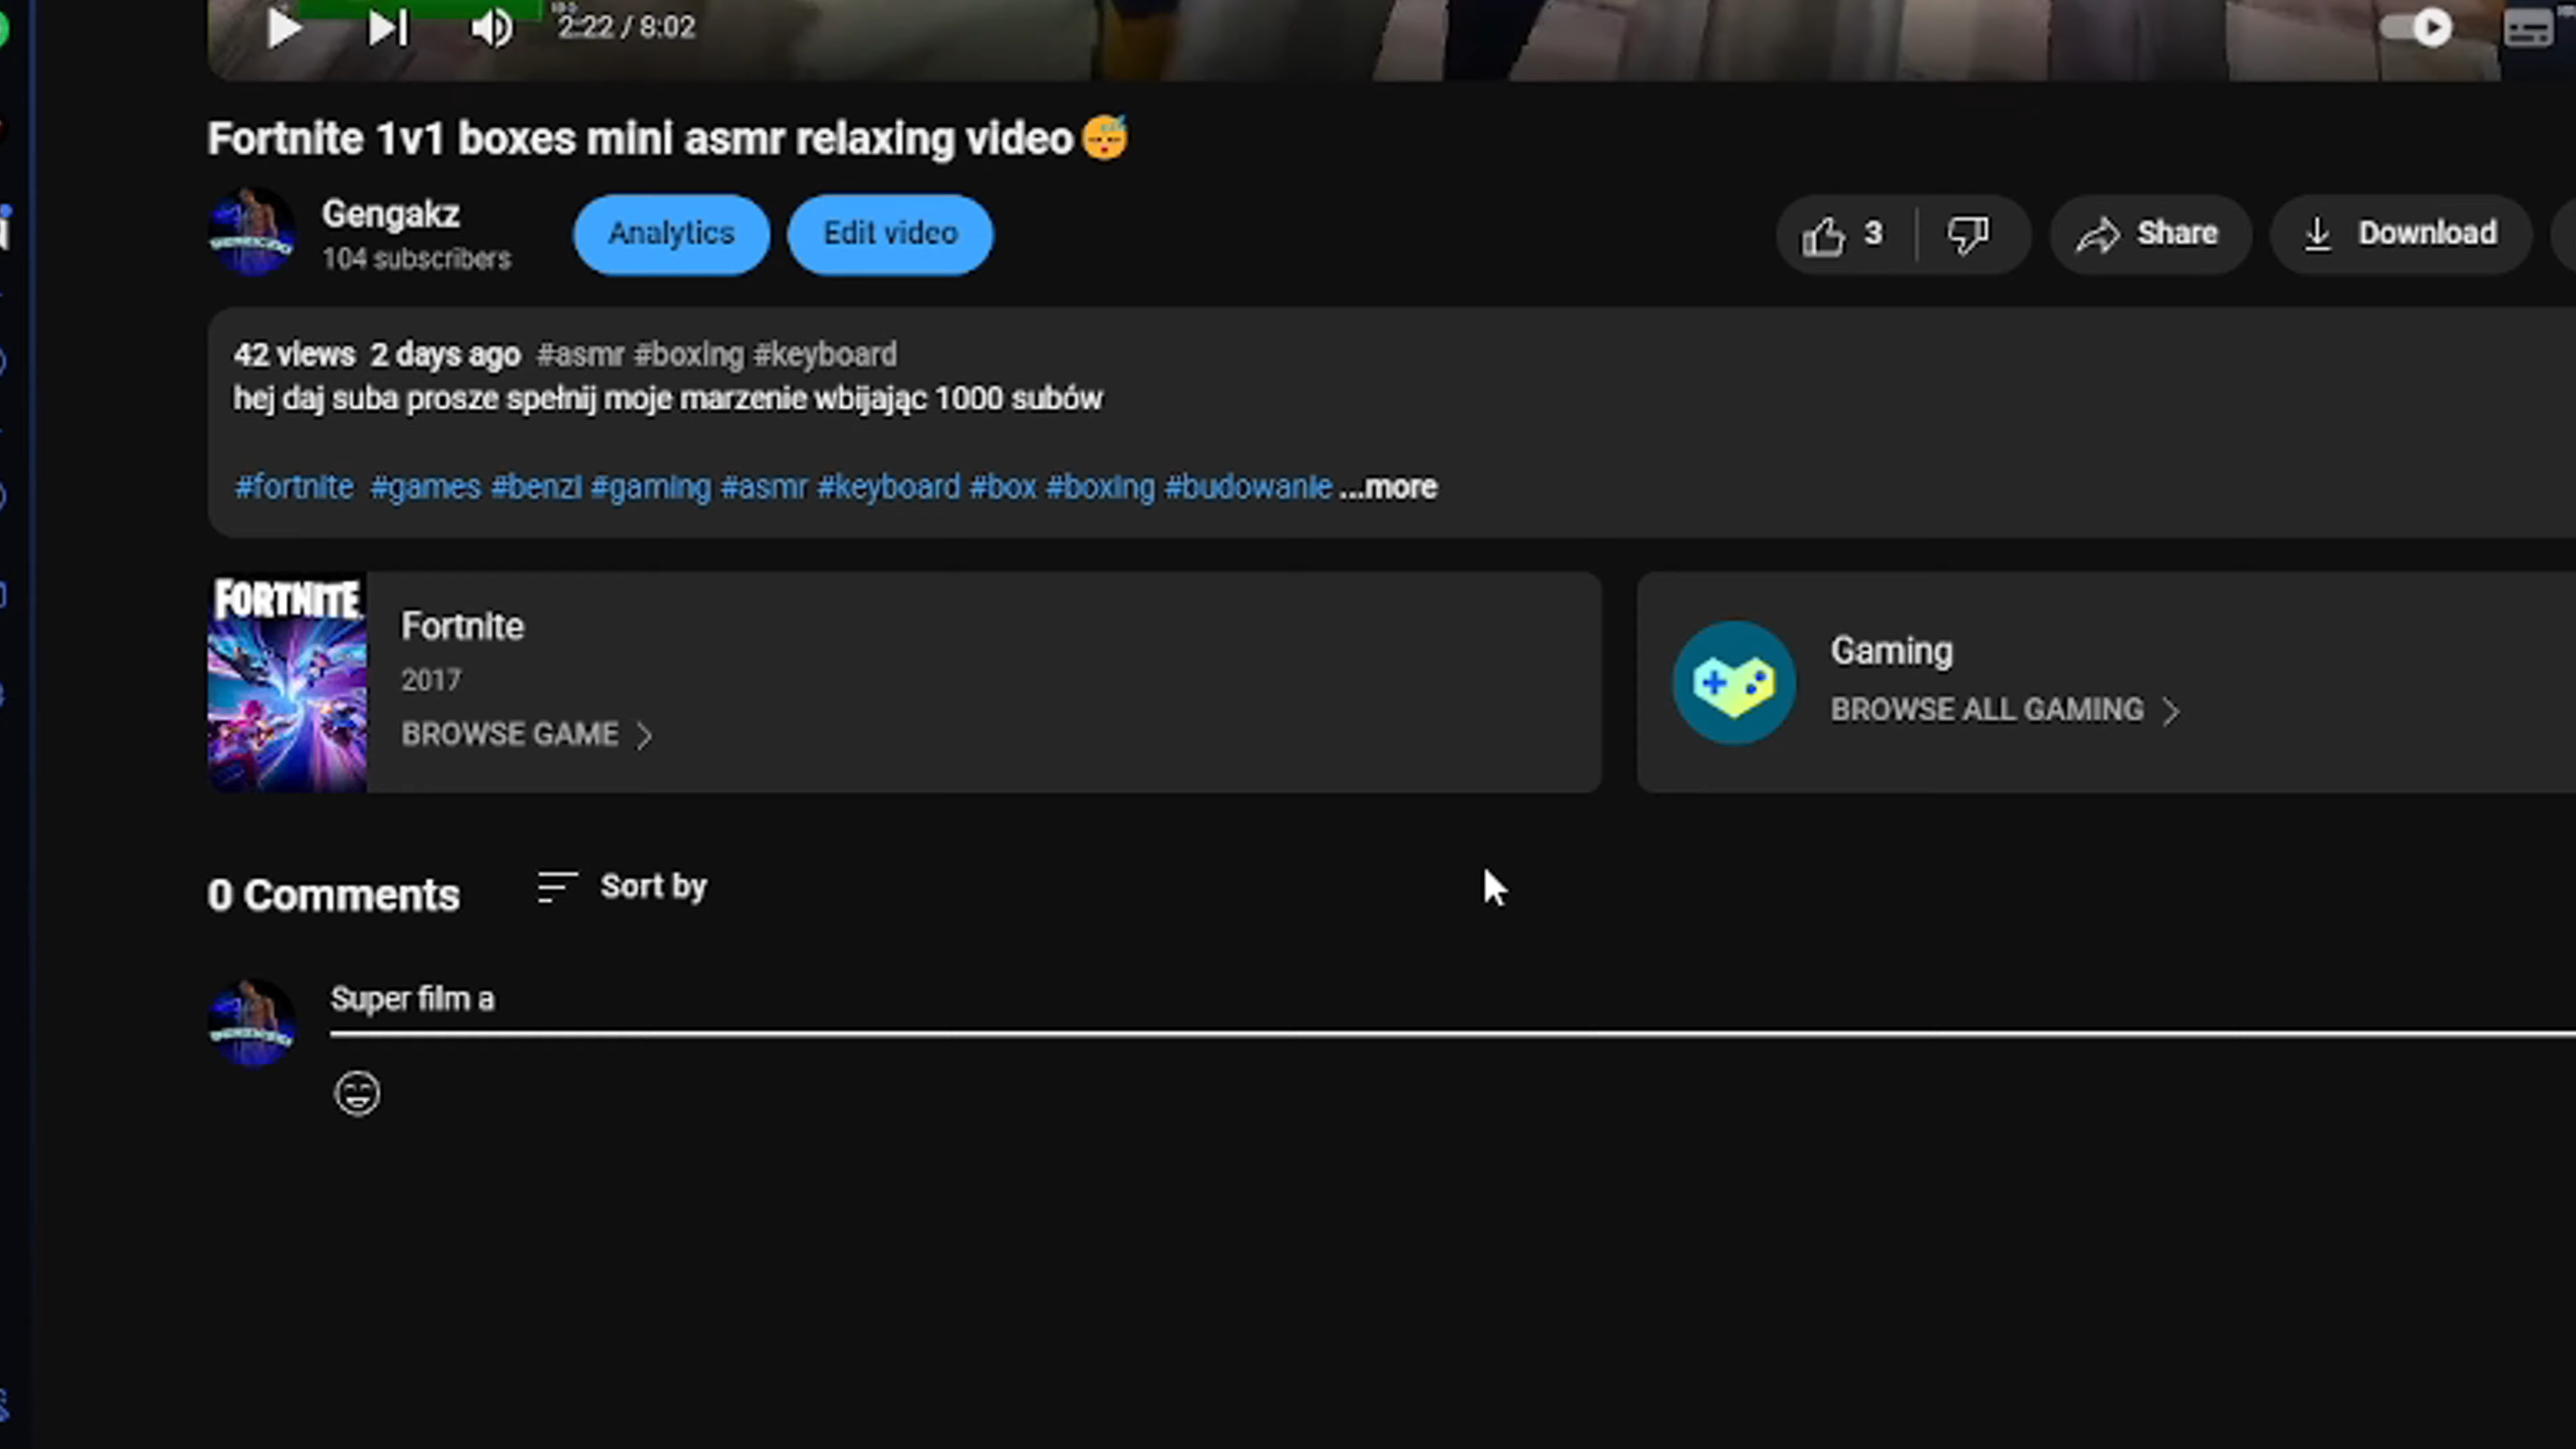 2:22 / 8:02
Fortnite 1v1 boxes mini asmr relaxing video😴
Gengakz
104 subscribers
Analytics
Edit video
3
Share
Download
42 views 2 days ago #asmr #boxing #keyboard
hej daj suba prosze spełnij moje marzenie wbijając 1000 subów
#fortnite #games #benzi #gaming #asmr #keyboard #box #boxing #budowanie ...more
FORTNITE
Fortnite
2017
BROWSE GAME
Gaming
BROWSE ALL GAMING
0 Comments
Sort by
Super film a